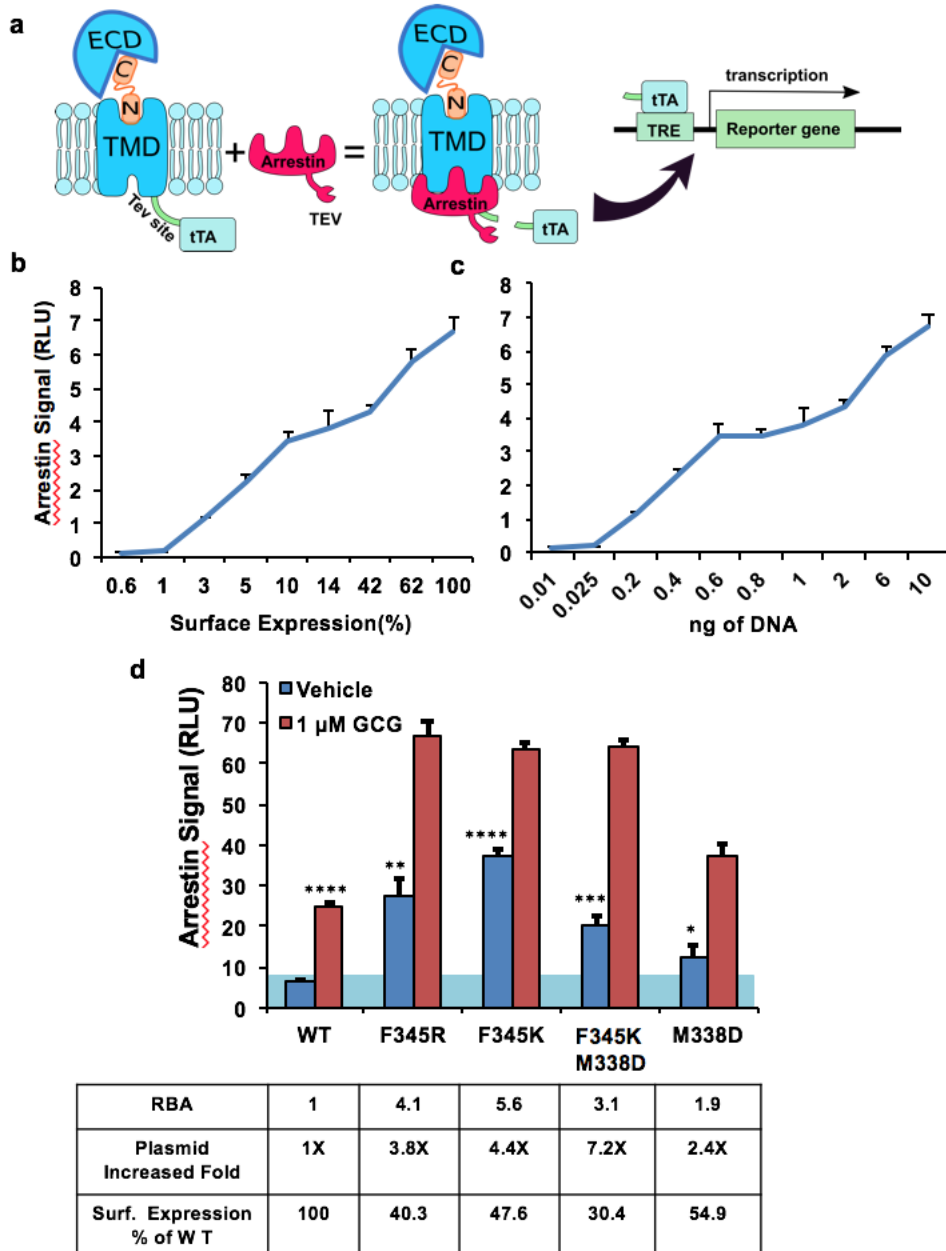 a
ECD
C
N
TMD
Tev site
tTA
+
Arrestin
TEV
=
ECD
C
N
TMD
Arrestin
tTA
tTA
TRE
transcription
Reporter gene
b
Arrestin Signal (RLU)
8
7
6
5
4
3
2
1
0
0.6 1 3 5 10 14 42 62 100
Surface Expression(%)
c
8
7
6
5
4
3
2
1
0
0.01 0.025 0.2 0.4 0.6 0.8 1 2 6 10
ng of DNA
d
Arrestin Signal (RLU)
80
70
60
50
40
30
20
10
0
Vehicle
1 µM GCG
****
**
****
***
*
WT F345R F345K F345K M338D M338D
RBA 1 4.1 5.6 3.1 1.9
Plasmid
Increased Fold 1X 3.8X 4.4X 7.2X 2.4X
Surf. Expression
% of W T 100 40.3 47.6 30.4 54.9